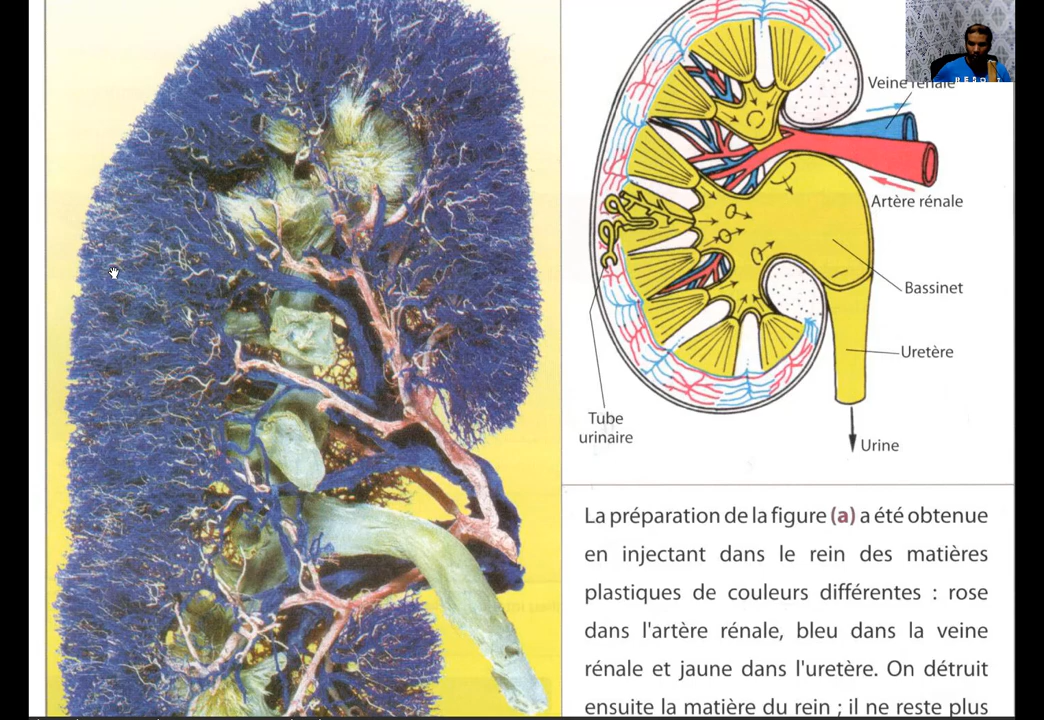 Veine rénale
Artère rénale
Bassinet
Uretère
Tube
urinaire
Urine
La préparation de la figure (a) a été obtenue
en injectant dans le rein des matières
plastiques de couleurs différentes : rose
dans l'artère rénale, bleu dans la veine
rénale et jaune dans l'uretère. On détruit
ensuite la matière du rein ; il ne reste plus